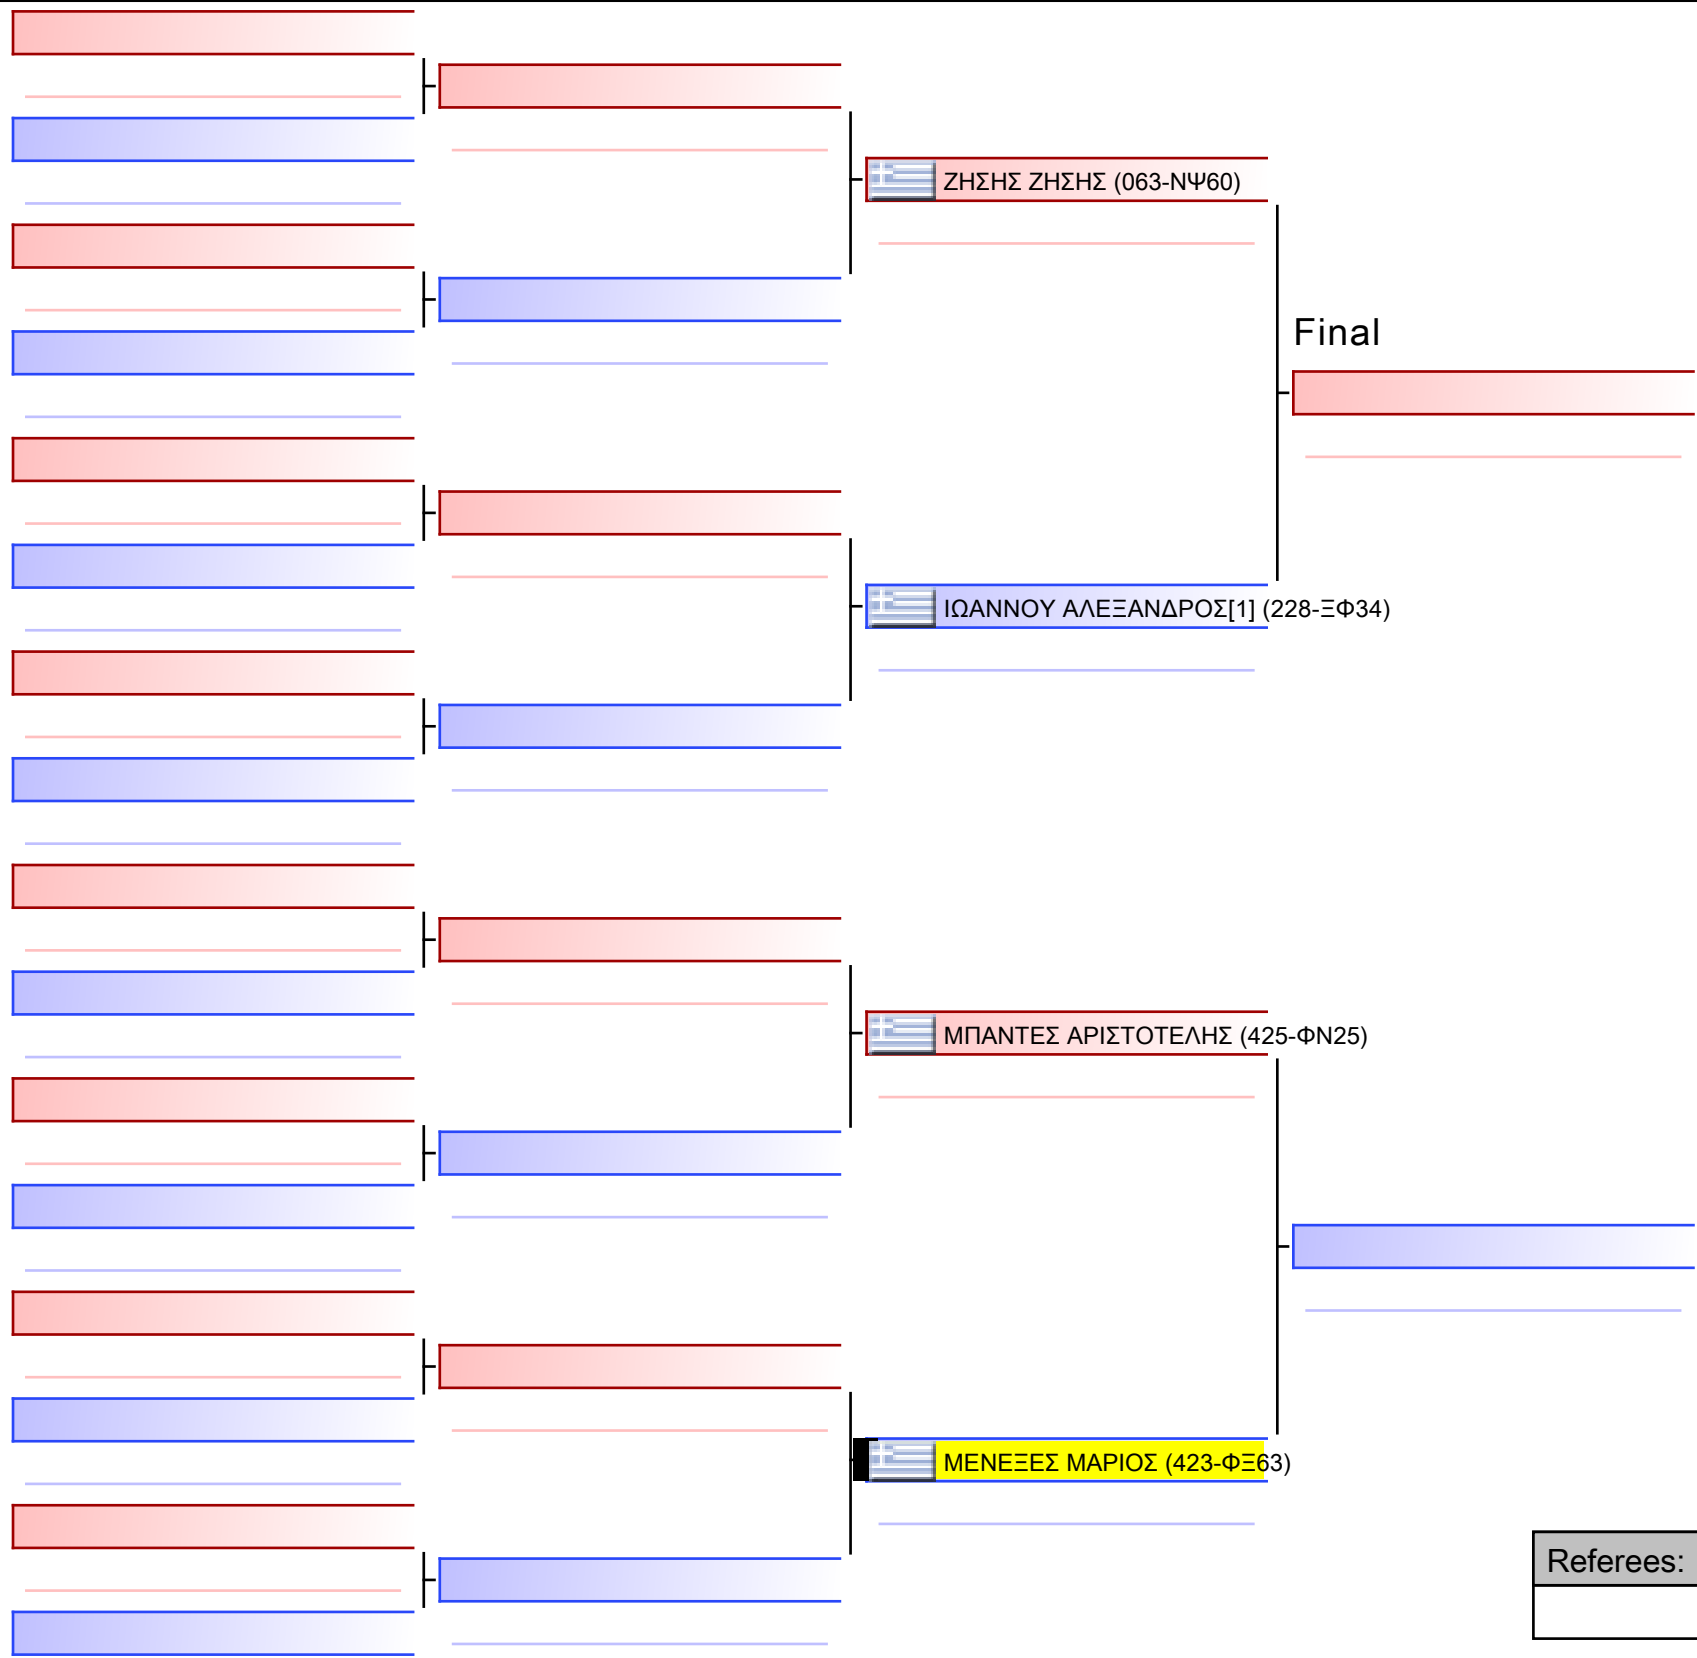 ΖΗΣΗΣ ΖΗΣΗΣ (063-ΝΨ60)
Final
ΙΩΑΝΝΟΥ ΑΛΕΞΑΝΔΡΟΣ[1] (228-ΞΦ34)
ΜΠΑΝΤΕΣ ΑΡΙΣΤΟΤΕΛΗΣ (425-ΦΝ25)
ΜΕΝΕΞΕΣ ΜΑΡΙΟΣ (423-ΦΞ63)
Referees: